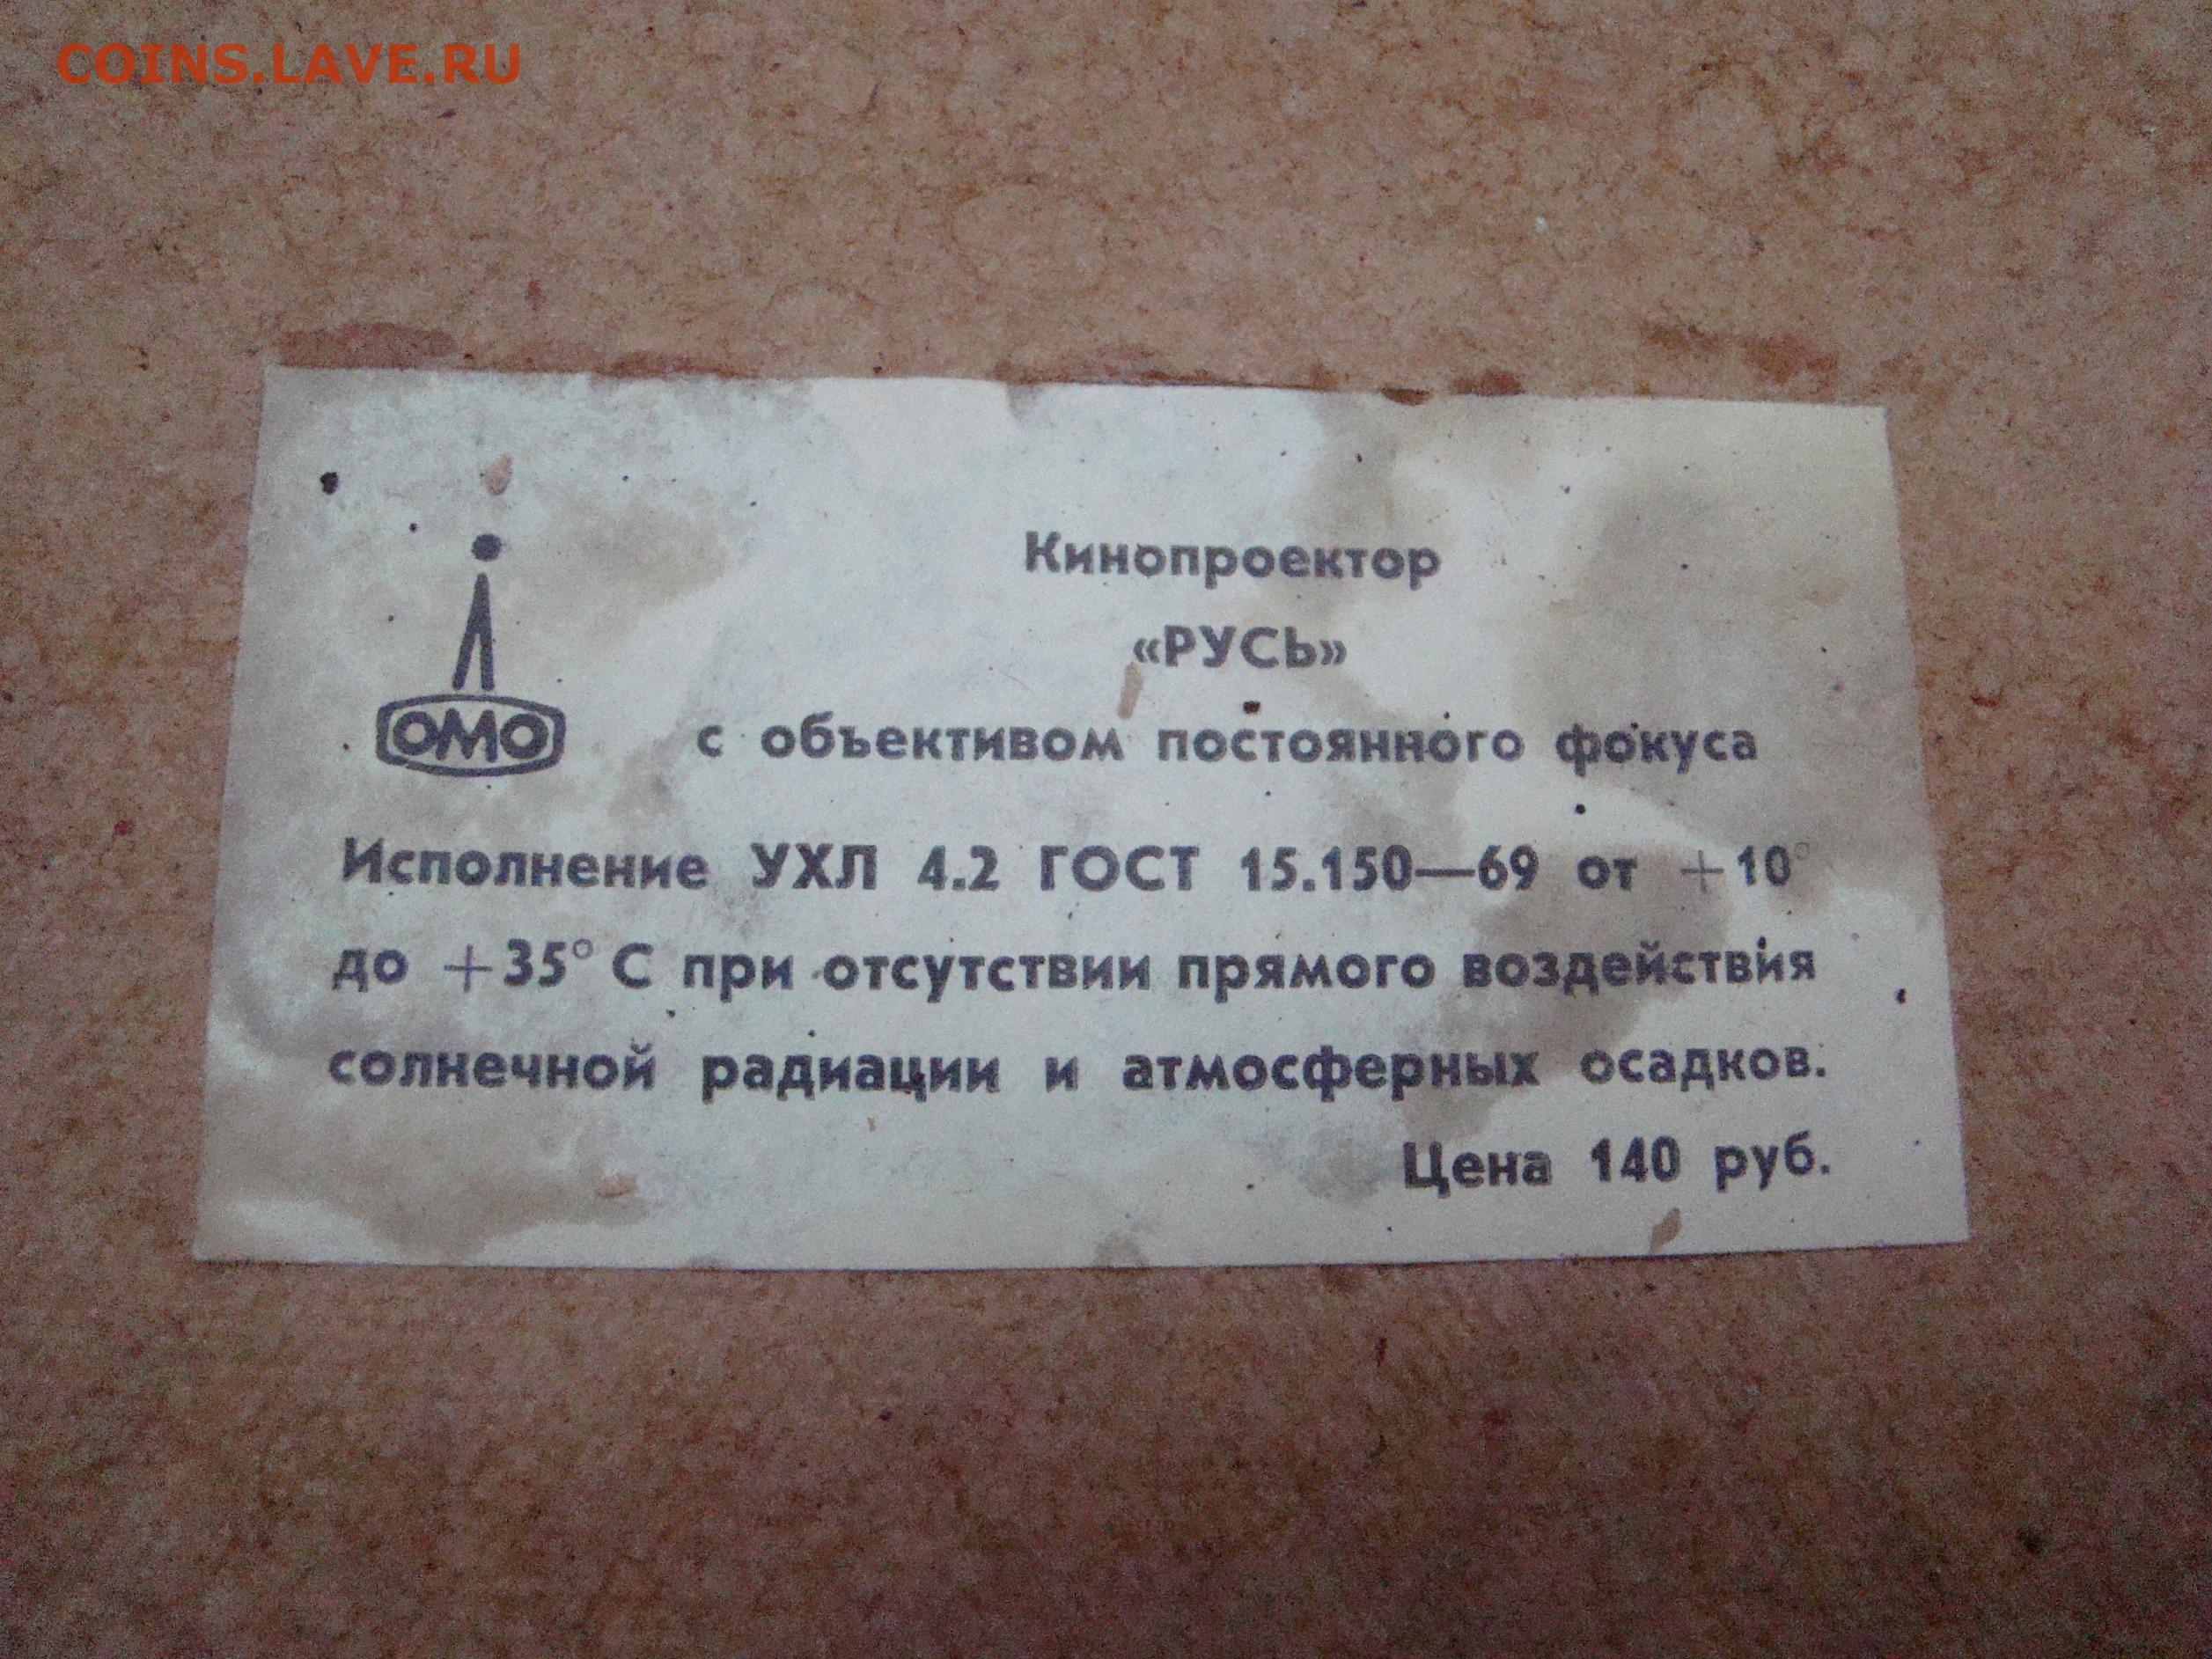 COINS.LAVE.RU
Кинопроектор
«РУСЬ»
ЛОМО
с объективом постоянного фокуса
Исполнение УХЛ 4.2 ГОСТ 15.150—69 от +10°
до +35° С при отсутствии прямого воздействия
солнечной радиации и атмосферных осадков.
Цена 140 руб.